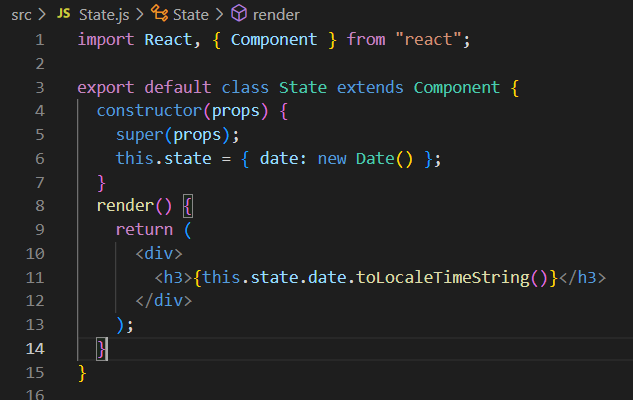 src > JS State.js > State > render
1 import React, { Component } from "react";
2
3 export default class State extends Component {
4   constructor(props) {
5     super(props);
6     this.state = { date: new Date() };
7   }
8   render() {
9     return (
10       <div>
11         <h3>{this.state.date.toLocaleTimeString()}</h3>
12       </div>
13     );
14   }
15 }
16